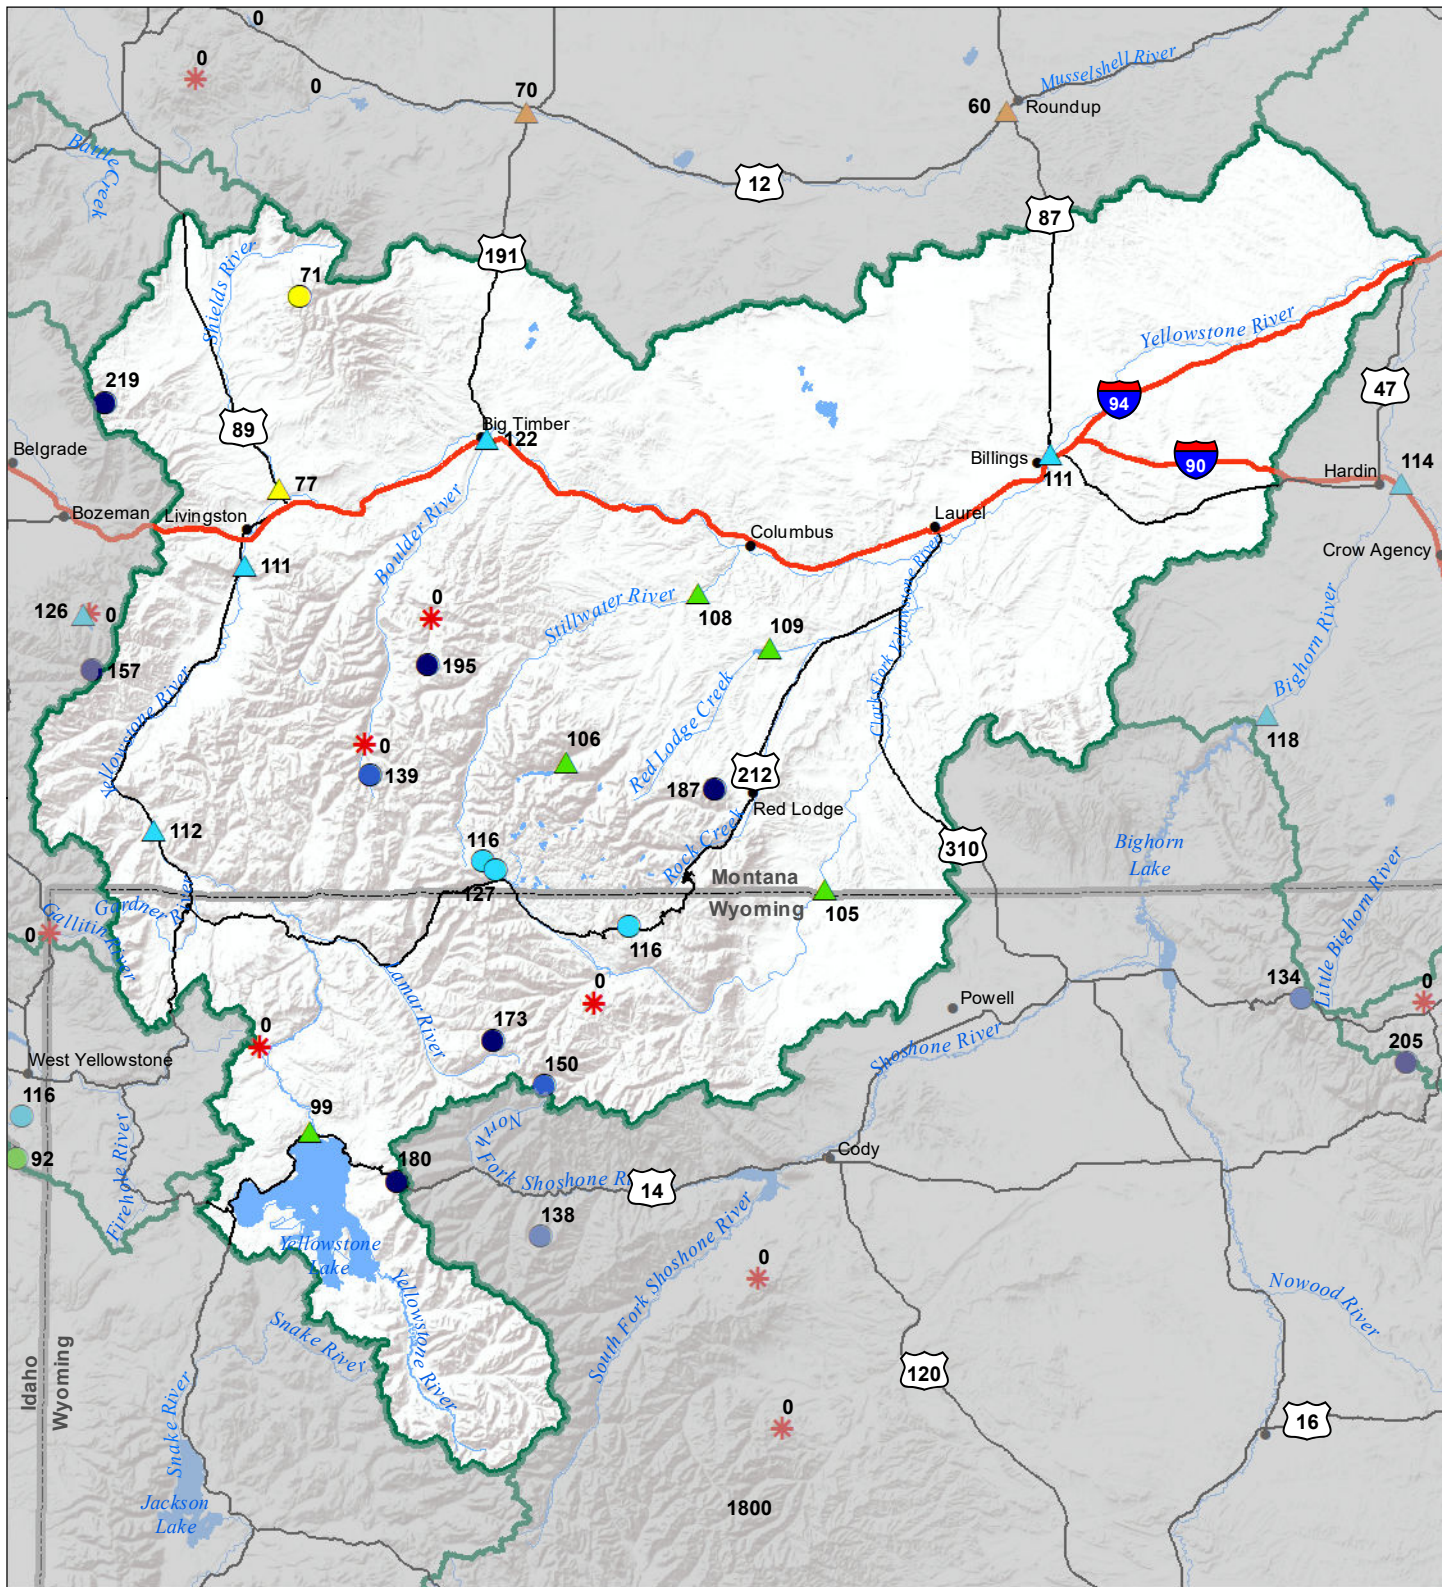 0
0
0
70
60
Musselshell River
Roundup
12
Battle Creek
87
191
71
Shields River
Yellowstone River
219
89
94
47
Big Timber
122
Belgrade
Billings
111
90
Hardin
114
77
Bozeman
Livingston
Laurel
Columbus
Crow Agency
111
Boulder River
Stillwater River
Clarks Fork Yellowstone River
126
0
0
108
109
157
195
Bighorn River
Yellowstone River
Red Lodge Creek
118
0
106
139
187
212
Red Lodge
112
116
127
Rock Creek
310
Bighorn
Lake
Montana
Wyoming
105
Gardner River
Gallitin River
0
116
Little Bighorn River
134
0
Lamar River
0
Powell
173
0
Shoshone River
205
West Yellowstone
150
116
99
North Fork Shoshone R
92
180
Cody
14
Firehole River
138
Yellowstone
Lake
South Fork Shoshone River
0
Yellowstone River
Nowood River
Snake River
Idaho
Wyoming
120
Snake River
0
16
Jackson
Lake
1800